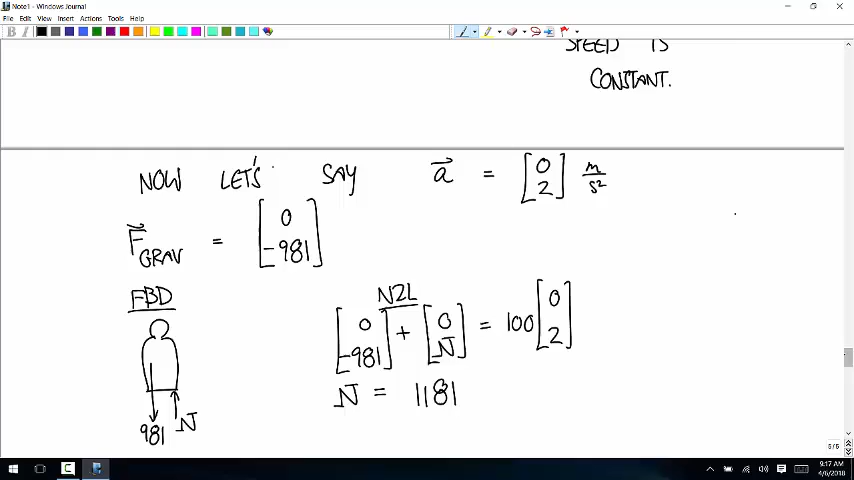 Note1 - Windows Journal
File Edit View Insert Actions Tools Help
SPEED IS
CONSTANT.
NOW LET'S SAY a⃗ = [0 2] m/s²
F⃗GRAV = [0 -981]
FBD
N2L
[0 -981] + [0 N] = 100 [0 2]
N = 1181
981 N
5/5
9:17 AM
4/6/2018